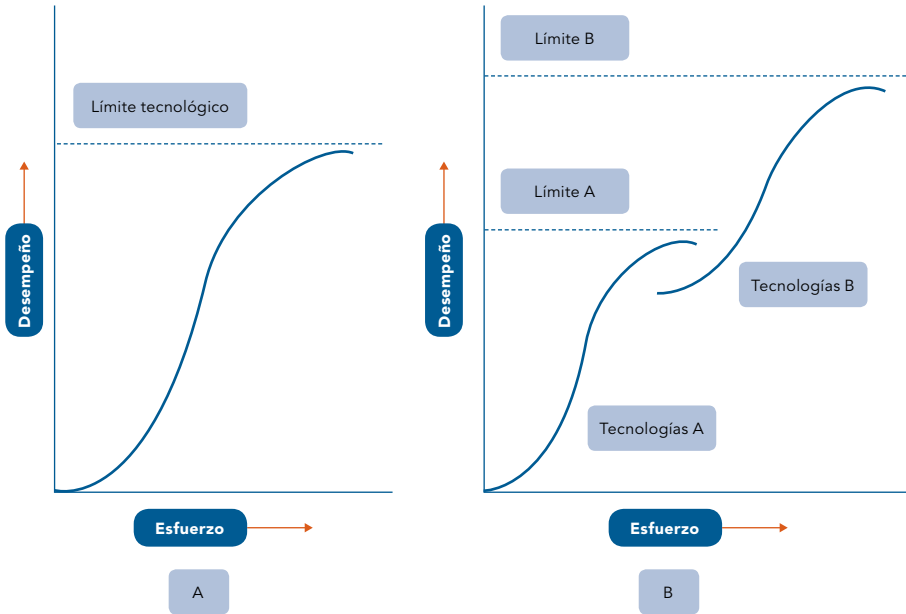 Límite tecnológico
Desempeño
Esfuerzo
A
Límite B
Límite A
Desempeño
Tecnologías B
Tecnologías A
Esfuerzo
B